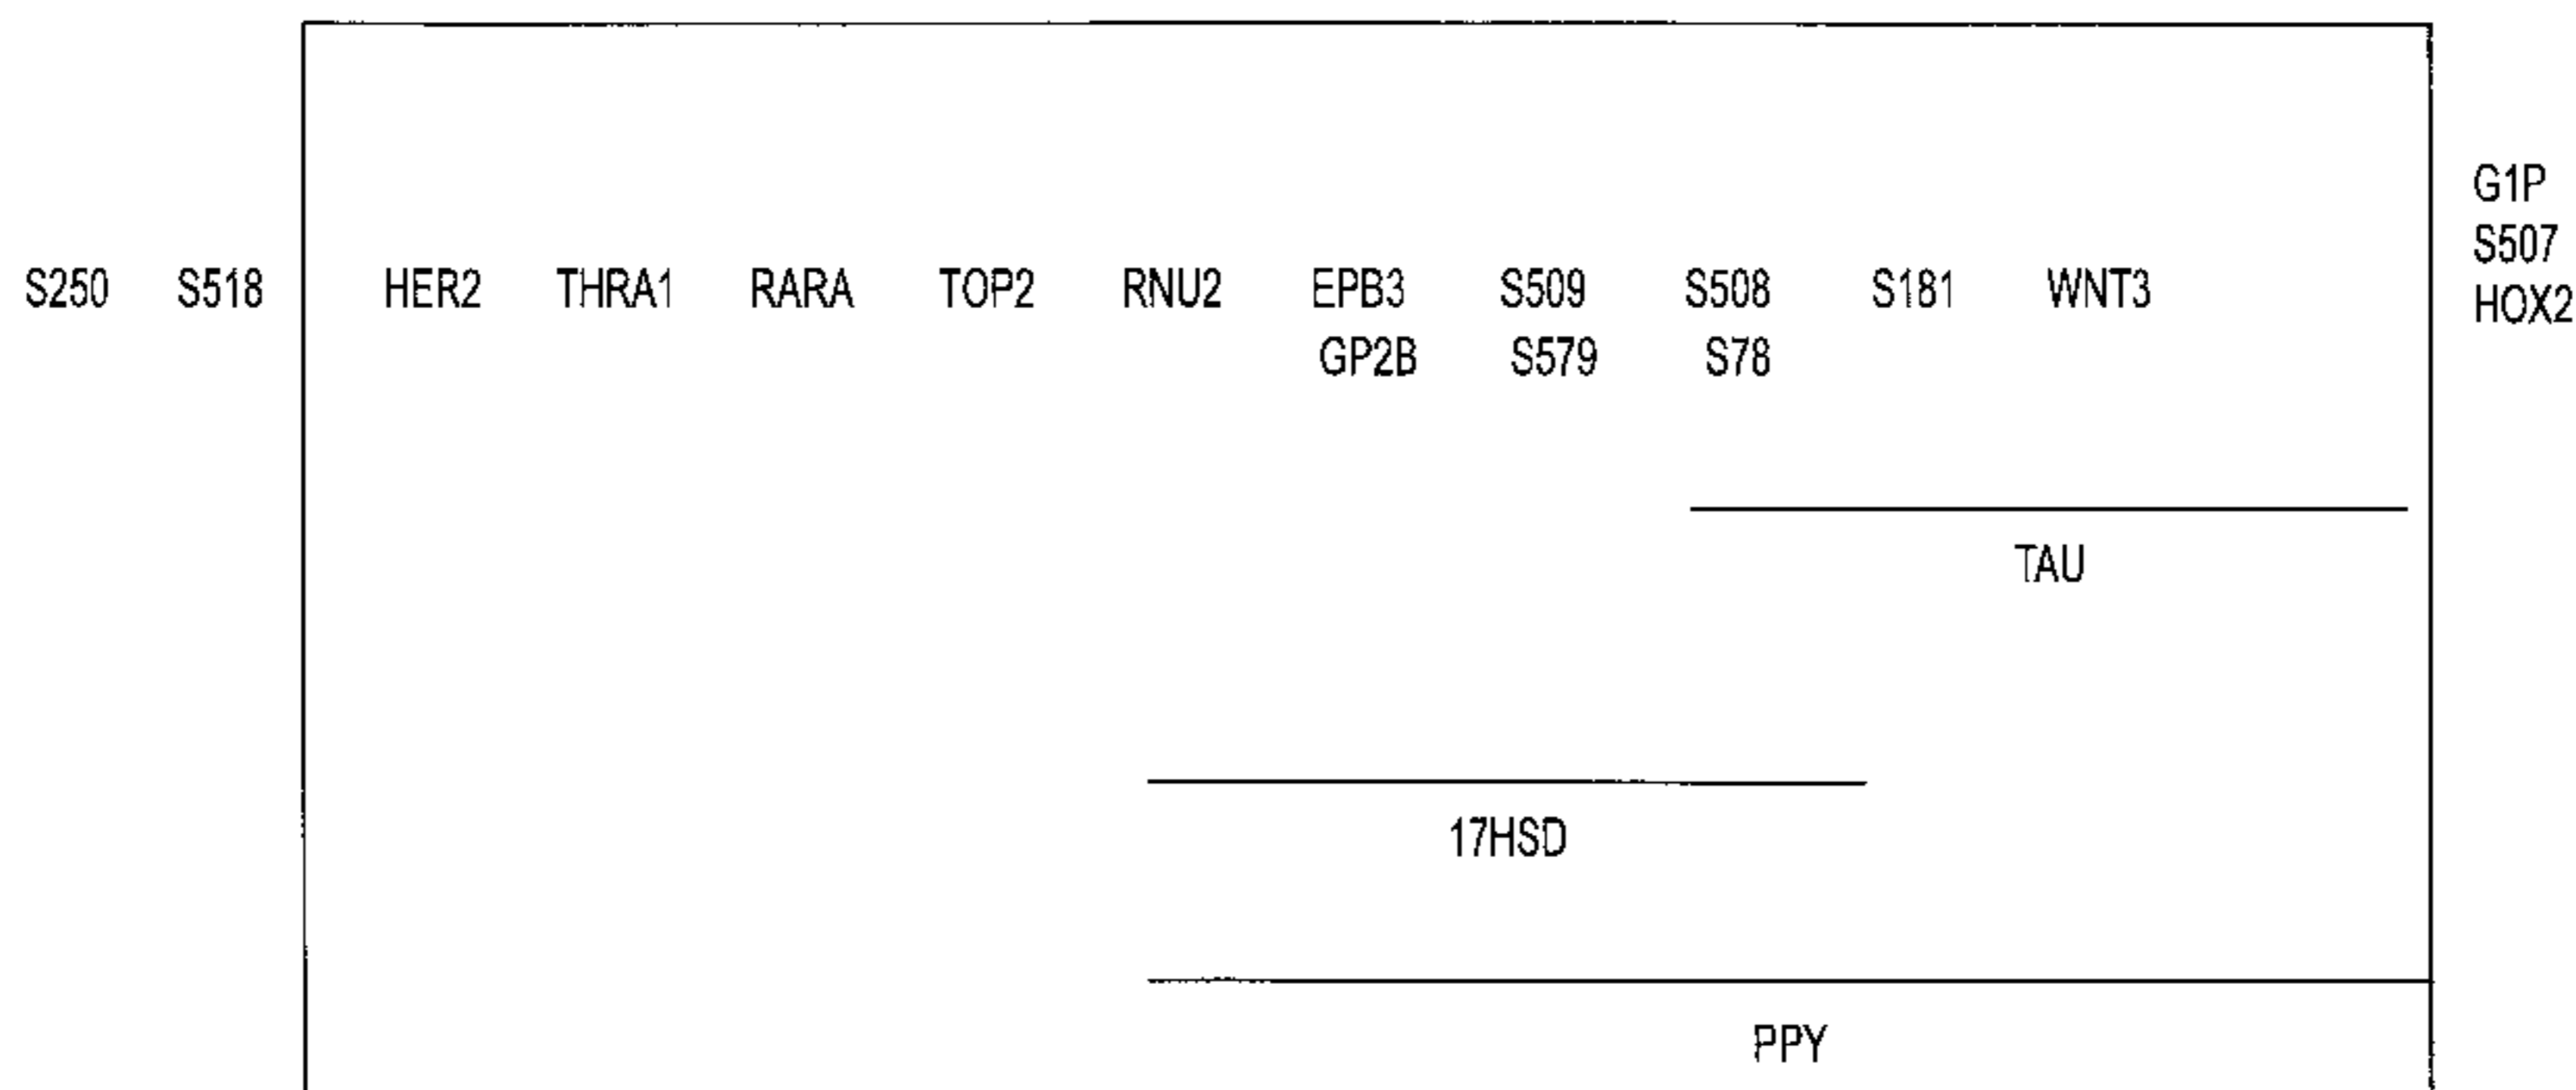 G1P
S507
S250 S518 HER2 THRA1 RARA TOP2 RNU2 EPB3 S509 S508 S181 WNT3 HOX2
GP2B S579 S78
TAU
17HSD
PPY